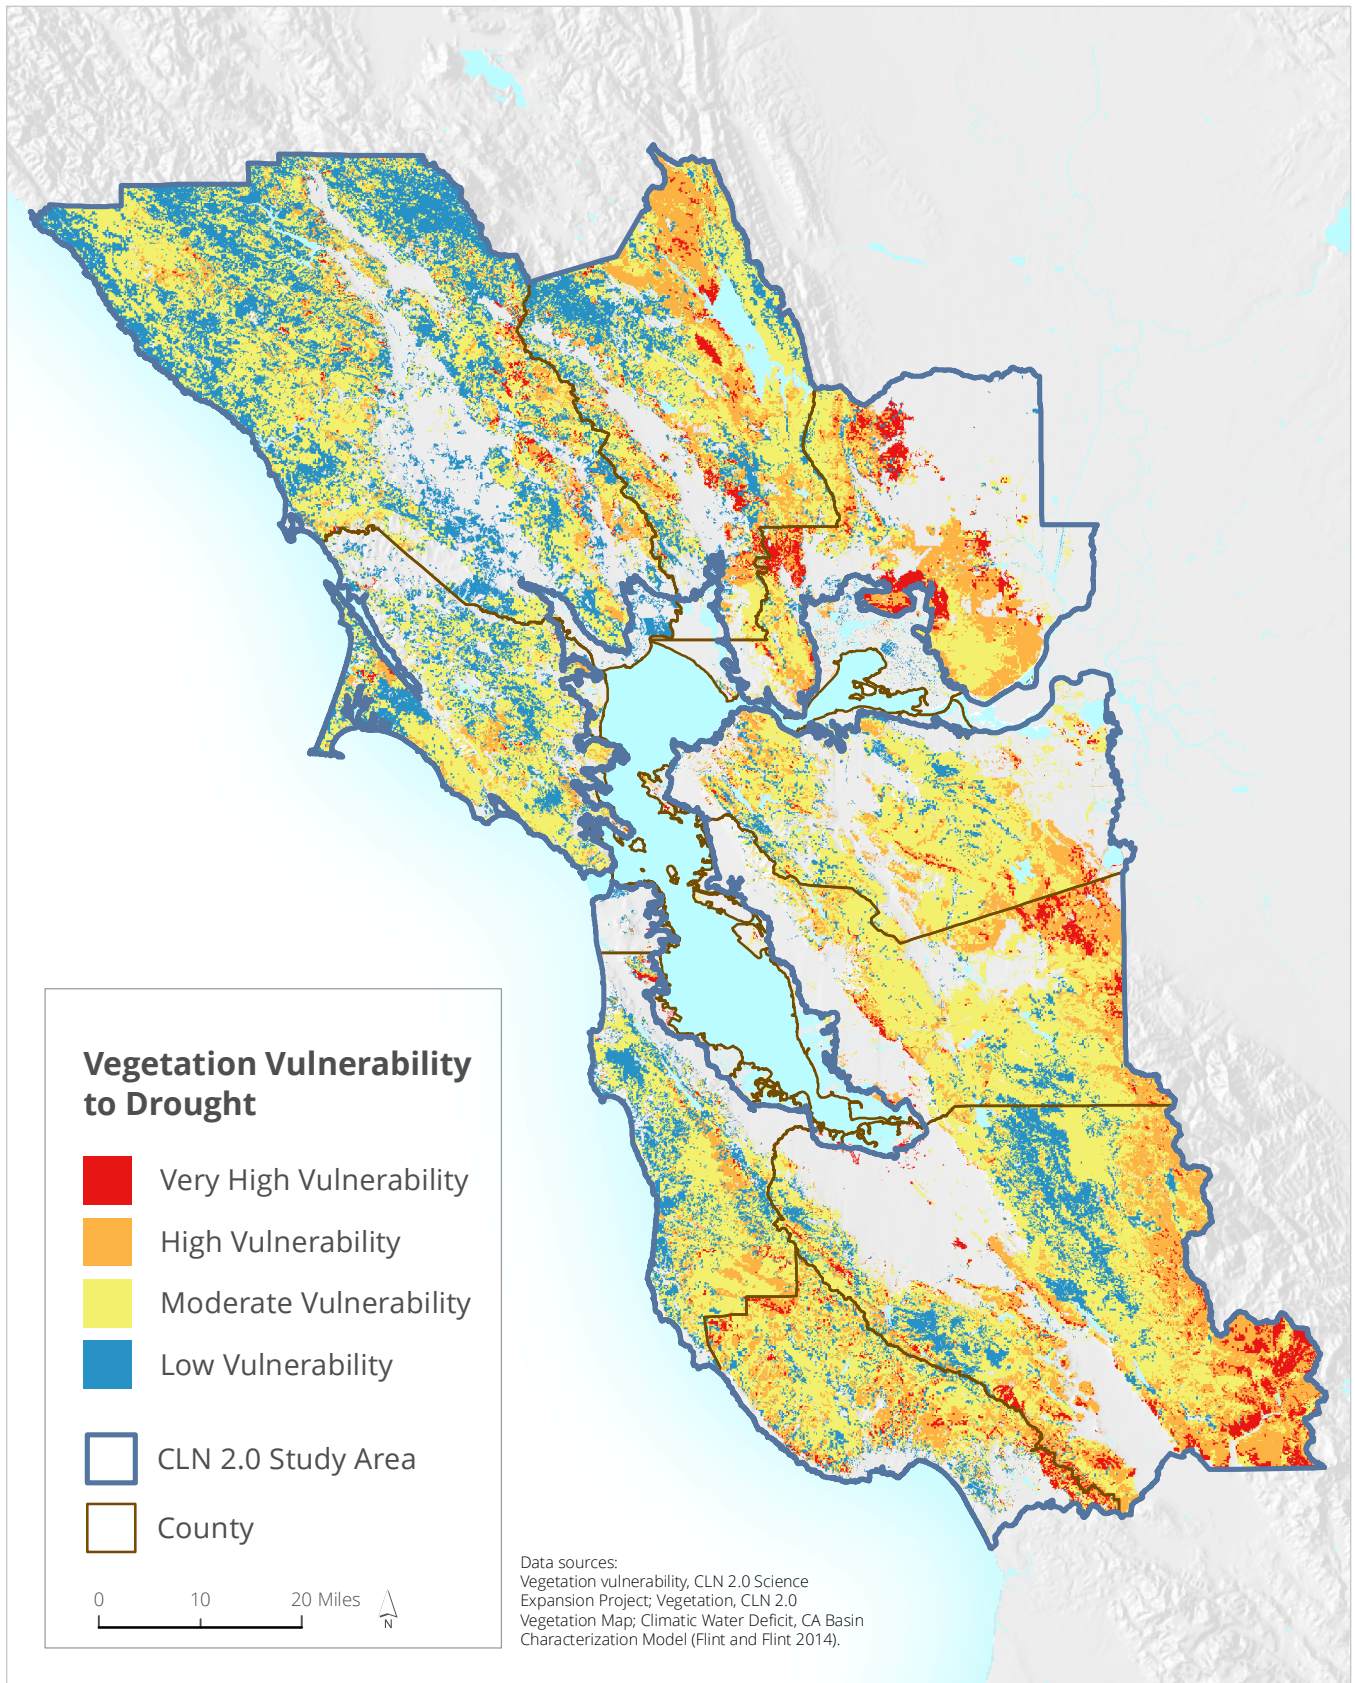 Vegetation Vulnerability
to Drought
Very High Vulnerability
High Vulnerability
Moderate Vulnerability
Low Vulnerability
CLN 2.0 Study Area
County
0 10 20 Miles
N
Data sources:
Vegetation vulnerability, CLN 2.0 Science
Expansion Project; Vegetation, CLN 2.0
Vegetation Map; Climatic Water Deficit, CA Basin
Characterization Model (Flint and Flint 2014).